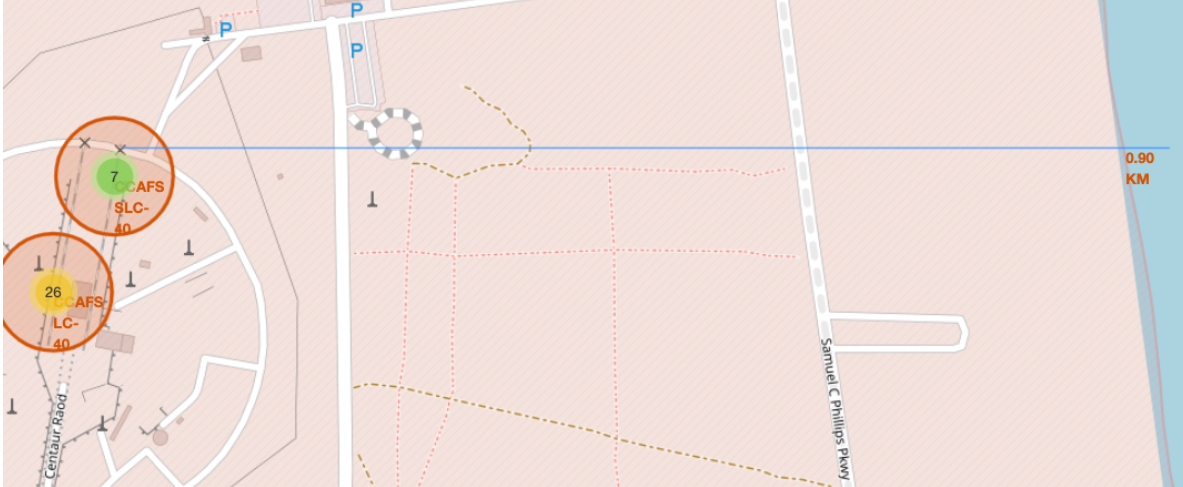 P
P
P
7
CCAFS
SLC-
40
0.90
KM
26
CCAFS
LC-
40
Samuel C Phillips Pkwy
Centaur Raod